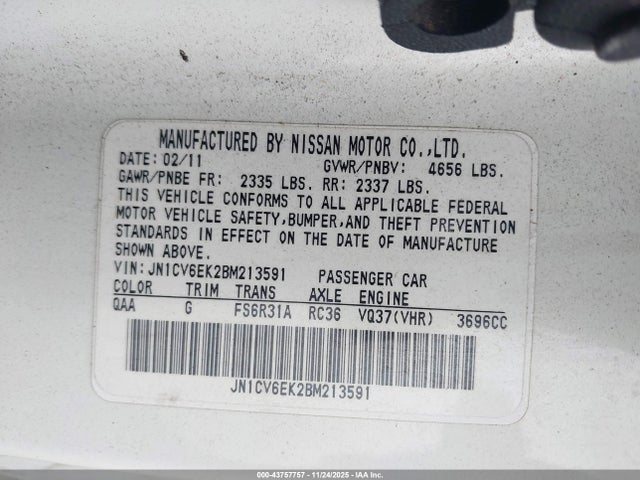 MANUFACTURED BY NISSAN MOTOR CO.,LTD.
DATE: 02/11 GVWR/PNBV: 4656 LBS.
GAWR/PNBE FR: 2335 LBS. RR: 2337 LBS.
THIS VEHICLE CONFORMS TO ALL APPLICABLE FEDERAL
MOTOR VEHICLE SAFETY,BUMPER,AND THEFT PREVENTION
STANDARDS IN EFFECT ON THE DATE OF MANUFACTURE
SHOWN ABOVE.
VIN: JN1CV6EK2BM213591 PASSENGER CAR
COLOR TRIM TRANS AXLE ENGINE
QAA G FS6R31A RC36 VQ37(VHR) 3696CC
JN1CV6EK2BM213591
000-43757757 - 11/24/2025 - IAA Corp.